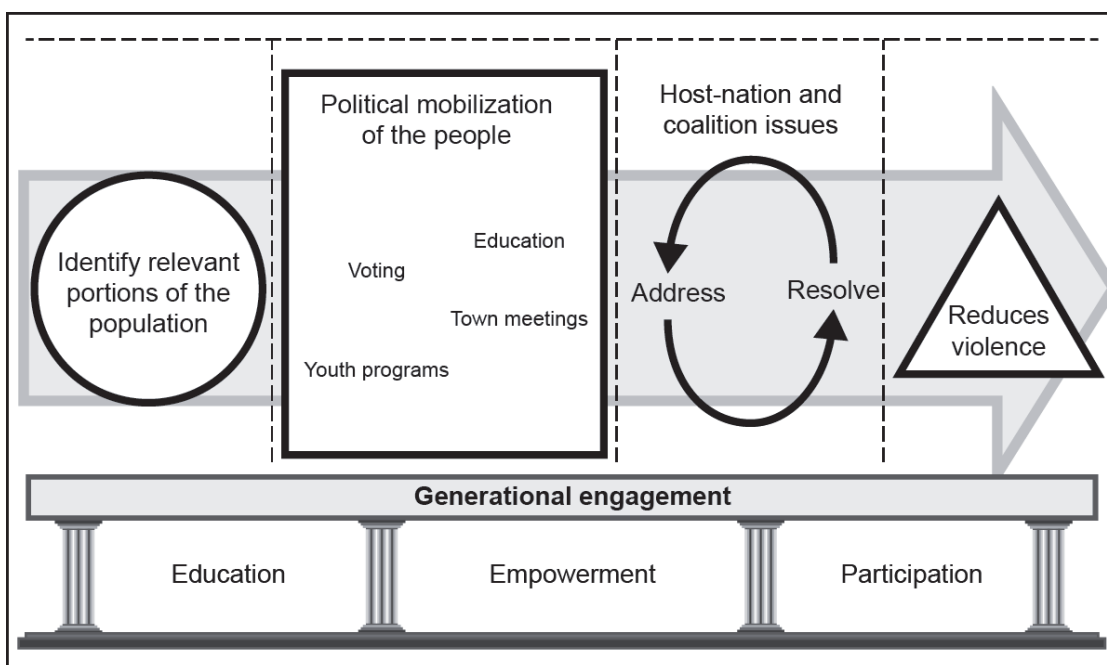 Identify relevant
portions of the
population
Political mobilization
of the people
Education
Voting
Town meetings
Youth programs
Host-nation and
coalition issues
Address
Resolve
Reduces
violence
Generational engagement
Education
Empowerment
Participation